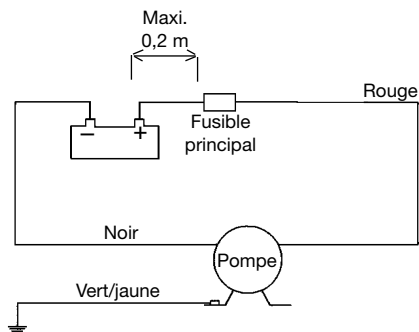 Maxi.
0,2 m
− +
Rouge
Fusible
principal
Noir
Pompe
Vert/jaune